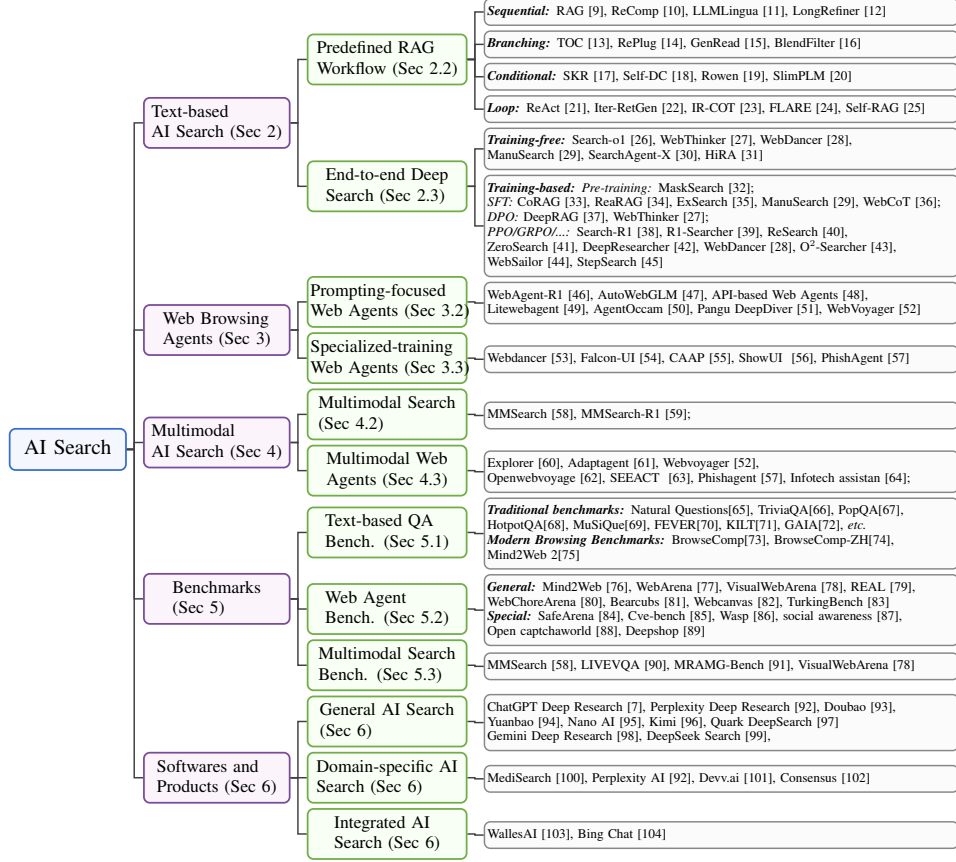 AI Search
Text-based
AI Search (Sec 2)
Predefined RAG
Workflow (Sec 2.2)
Sequential: RAG [9], ReComp [10], LLMLingua [11], LongRefiner [12]
Branching: TOC [13], RePlug [14], GenRead [15], BlendFilter [16]
Conditional: SKR [17], Self-DC [18], Rowen [19], SlimPLM [20]
Loop: ReAct [21], Iter-RetGen [22], IR-COT [23], FLARE [24], Self-RAG [25]
End-to-end Deep
Search (Sec 2.3)
Training-free: Search-o1 [26], WebThinker [27], WebDancer [28],
ManuSearch [29], SearchAgent-X [30], HiRA [31]
Training-based: Pre-training: MaskSearch [32];
SFT: CoRAG [33], ReaRAG [34], ExSearch [35], ManuSearch [29], WebCoT [36];
DPO: DeepRAG [37], WebThinker [27];
PPO/GRPO/...: Search-R1 [38], R1-Searcher [39], ReSearch [40],
ZeroSearch [41], DeepResearcher [42], WebDancer [28], O²-Searcher [43],
WebSailor [44], StepSearch [45]
Web Browsing
Agents (Sec 3)
Prompting-focused
Web Agents (Sec 3.2)
WebAgent-R1 [46], AutoWebGLM [47], API-based Web Agents [48],
Litewebagent [49], AgentOccam [50], Pangu DeepDiver [51], WebVoyager [52]
Specialized-training
Web Agents (Sec 3.3)
Webdancer [53], Falcon-UI [54], CAAP [55], ShowUI [56], PhishAgent [57]
Multimodal
AI Search (Sec 4)
Multimodal Search
(Sec 4.2)
MMSearch [58], MMSearch-R1 [59];
Multimodal Web
Agents (Sec 4.3)
Explorer [60], Adaptagent [61], Webvoyager [52],
Openwebvoyage [62], SEEACT [63], Phishagent [57], Infotech assistan [64];
Benchmarks
(Sec 5)
Text-based QA
Bench. (Sec 5.1)
Traditional benchmarks: Natural Questions[65], TriviaQA[66], PopQA[67],
HotpotQA[68], MuSiQue[69], FEVER[70], KILT[71], GAIA[72], etc.
Modern Browsing Benchmarks: BrowseComp[73], BrowseComp-ZH[74],
Mind2Web 2[75]
Web Agent
Bench. (Sec 5.2)
General: Mind2Web [76], WebArena [77], VisualWebArena [78], REAL [79],
WebChoreArena [80], Bearcubs [81], Webcanvas [82], TurkingBench [83]
Special: SafeArena [84], Cve-bench [85], Wasp [86], social awareness [87],
Open captchaworld [88], Deepshop [89]
Multimodal Search
Bench. (Sec 5.3)
MMSearch [58], LIVEVQA [90], MRAMG-Bench [91], VisualWebArena [78]
Softwares and
Products (Sec 6)
General AI Search
(Sec 6)
ChatGPT Deep Research [7], Perplexity Deep Research [92], Doubao [93],
Yuanbao [94], Nano AI [95], Kimi [96], Quark DeepSearch [97]
Gemini Deep Research [98], DeepSeek Search [99],
Domain-specific AI
Search (Sec 6)
MediSearch [100], Perplexity AI [92], Devv.ai [101], Consensus [102]
Integrated AI
Search (Sec 6)
WallesAI [103], Bing Chat [104]